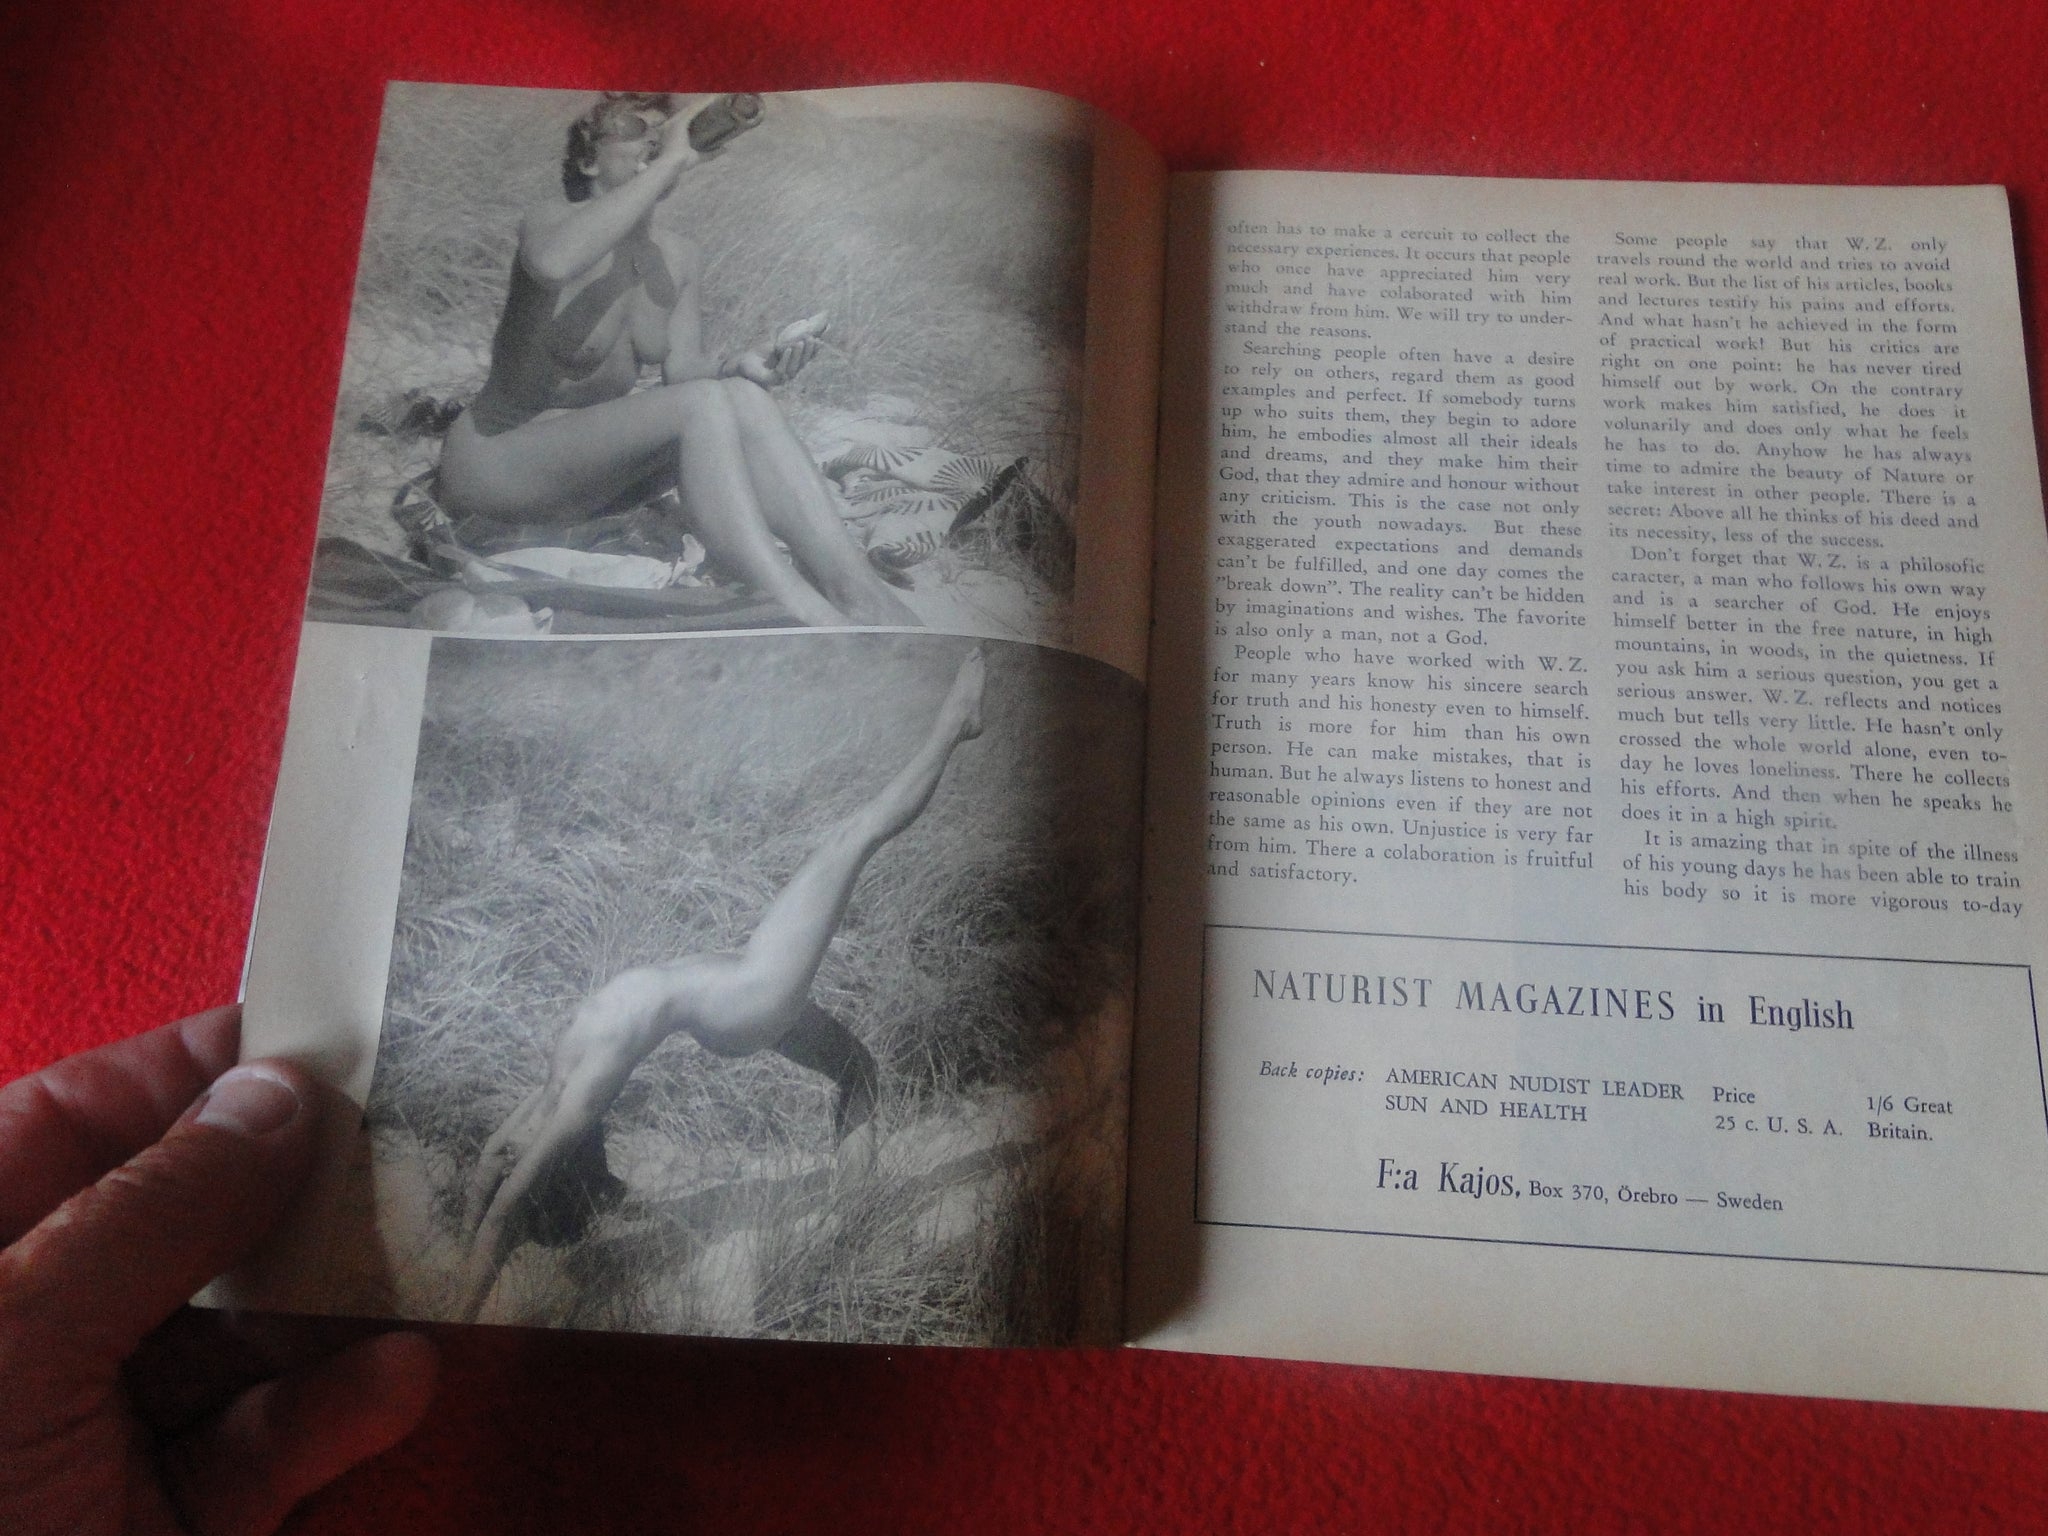 often has to make a cercuit to collect the
necessary experiences. It occurs that people
who once have appreciated him very
much and have colaborated with him
withdraw from him. We will try to under-
stand the reasons.
Searching people often have a desire
to rely on others, regard them as good
examples and perfect. If somebody turns
up who suits them, they begin to adore
him, he embodies almost all their ideals
and dreams, and they make him their
God, that they admire and honour without
any criticism. This is the case not only
with the youth nowadays. But these
exaggerated expectations and demands
can't be fulfilled, and one day comes the
"break down". The reality can't be hidden
by imaginations and wishes. The favorite
is also only a man, not a God.
People who have worked with W. Z.
for many years know his sincere search
for truth and his honesty even to himself.
Truth is more for him than his own
person. He can make mistakes, that is
human. But he always listens to honest and
reasonable opinions even if they are not
the same as his own. Unjustice is very far
from him. There a colaboration is fruitful
and satisfactory.
Some people say that W. Z. only
travels round the world and tries to avoid
real work. But the list of his articles, books
and lectures testify his pains and efforts.
And what hasn't he achieved in the form
of practical work! But his critics are
right on one point: he has never tired
himself out by work. On the contrary
work makes him satisfied, he does it
volunarily and does only what he feels
he has to do. Anyhow he has always
time to admire the beauty of Nature or
take interest in other people. There is a
secret: Above all he thinks of his deed and
its necessity, less of the success.
Don't forget that W. Z. is a philosofic
caracter, a man who follows his own way
and is a searcher of God. He enjoys
himself better in the free nature, in high
mountains, in woods, in the quietness. If
you ask him a serious question, you get a
serious answer. W. Z. reflects and notices
much but tells very little. He hasn't only
crossed the whole world alone, even to-
day he loves loneliness. There he collects
his efforts. And then when he speaks he
does it in a high spirit.
It is amazing that in spite of the illness
of his young days he has been able to train
his body so it is more vigorous to-day
NATURIST MAGAZINES in English
Back copies: AMERICAN NUDIST LEADER Price 1/6 Great
SUN AND HEALTH 25 c. U. S. A. Britain.
F:a Kajos, Box 370, Örebro — Sweden